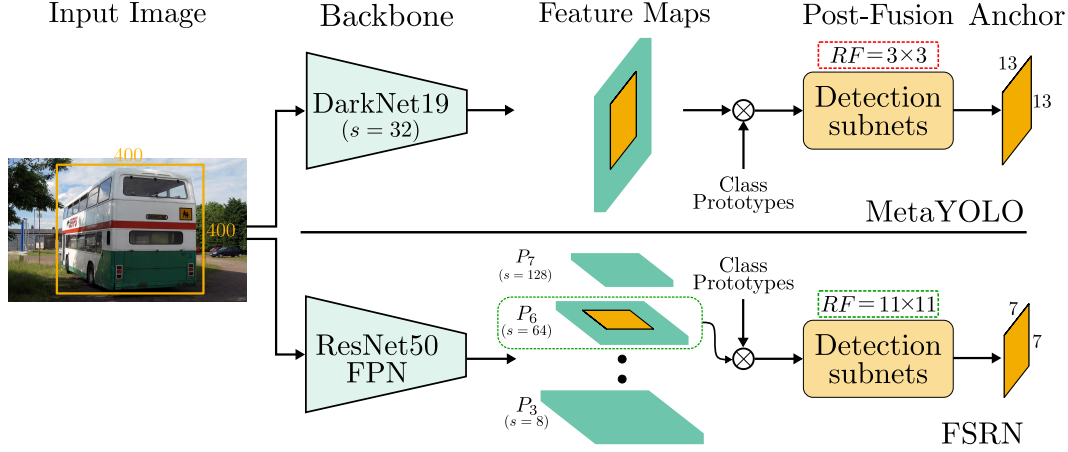 Input Image
Backbone
Feature Maps
Post-Fusion
Anchor
RF = 3×3
DarkNet19
(s = 32)
Detection
subnets
13
13
Class
Prototypes
MetaYOLO
400
400
P7
(s = 128)
Class
Prototypes
P6
(s = 64)
RF = 11×11
ResNet50
FPN
Detection
subnets
7
7
P3
(s = 8)
FSRN